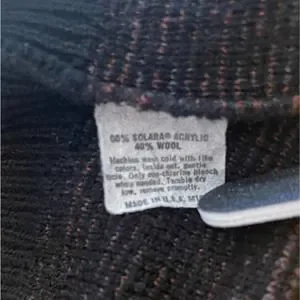 60% SOLARA® ACRYLIC
40% WOOL
Machine wash cold with like
colors, inside out, gentle
cycle. Only non-chlorine bleach
when needed. Tumble dry
low, remove promptly.
MADE IN U.S.A.